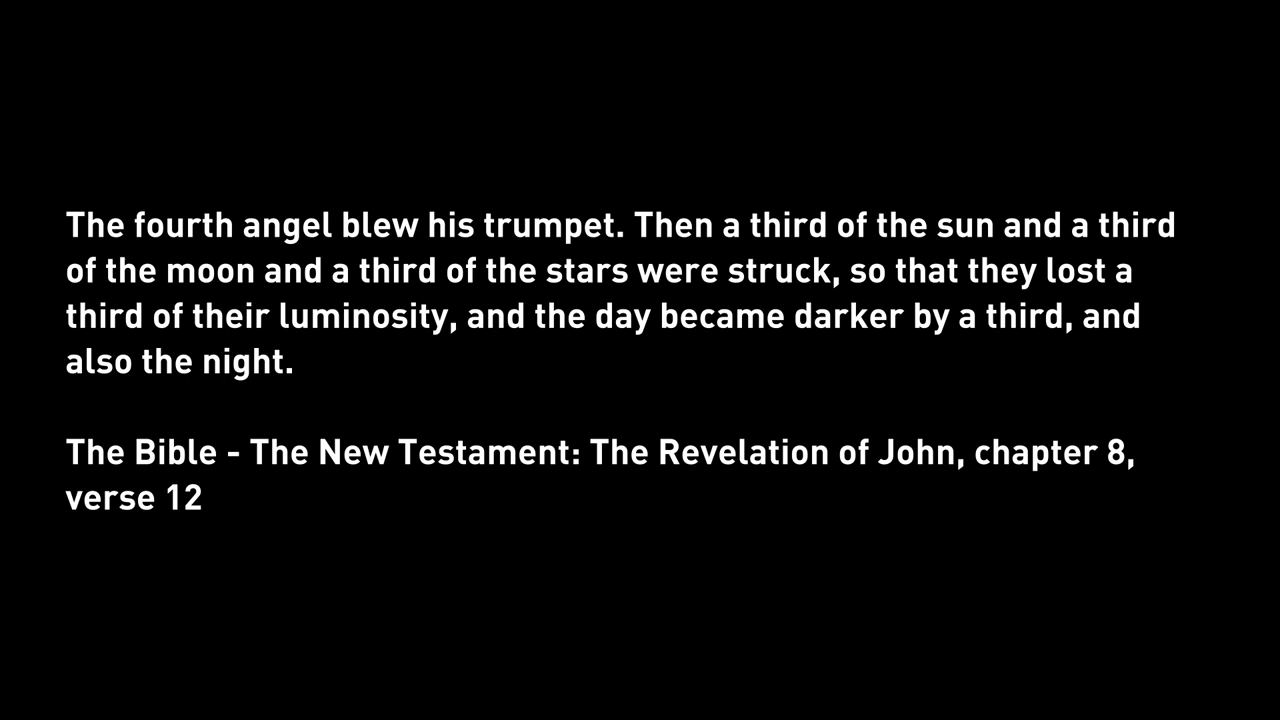 The fourth angel blew his trumpet. Then a third of the sun and a third
of the moon and a third of the stars were struck, so that they lost a
third of their luminosity, and the day became darker by a third, and
also the night.
The Bible - The New Testament: The Revelation of John, chapter 8,
verse 12